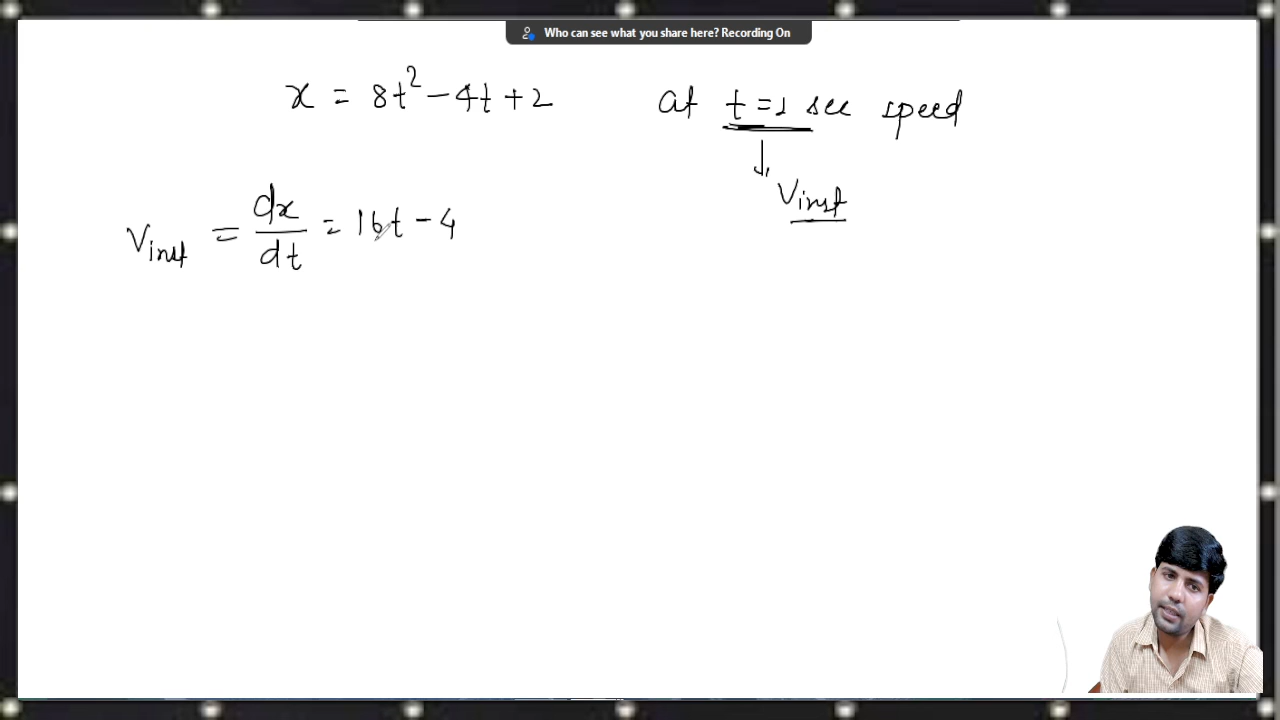 Who can see what you share here? Recording On
x = 8t² - 4t + 2
at t = 1 sec speed
↓
Vinst
Vinst = dx/dt = 16t - 4